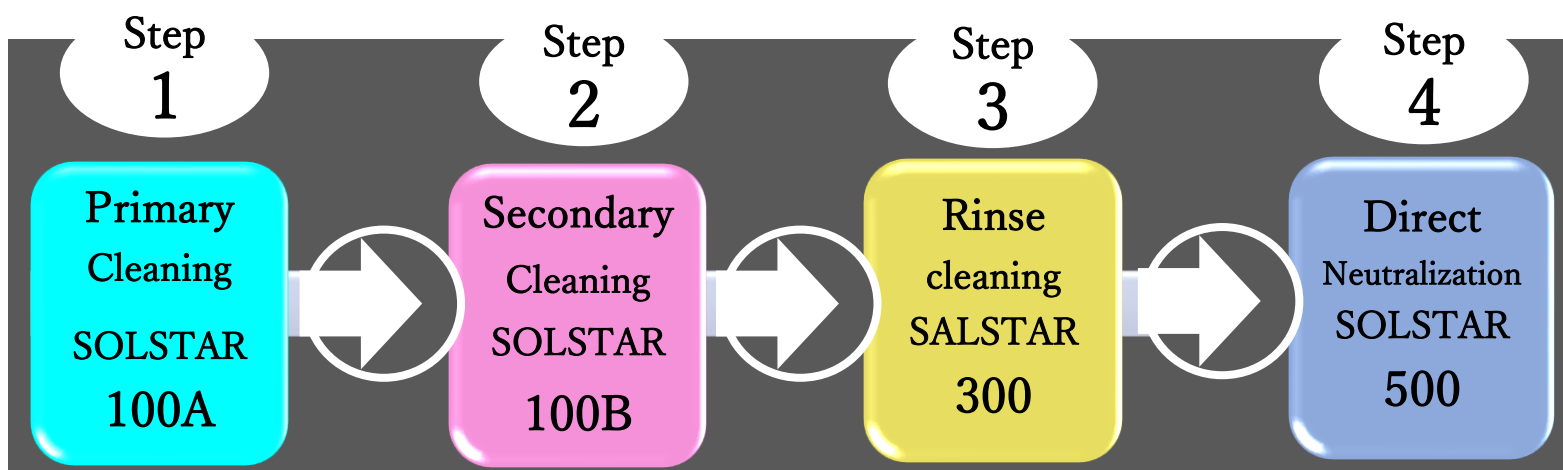 Step
1
Primary
Cleaning
SOLSTAR
100A
Step
2
Secondary
Cleaning
SOLSTAR
100B
Step
3
Rinse
cleaning
SALSTAR
300
Step
4
Direct
Neutralization
SOLSTAR
500